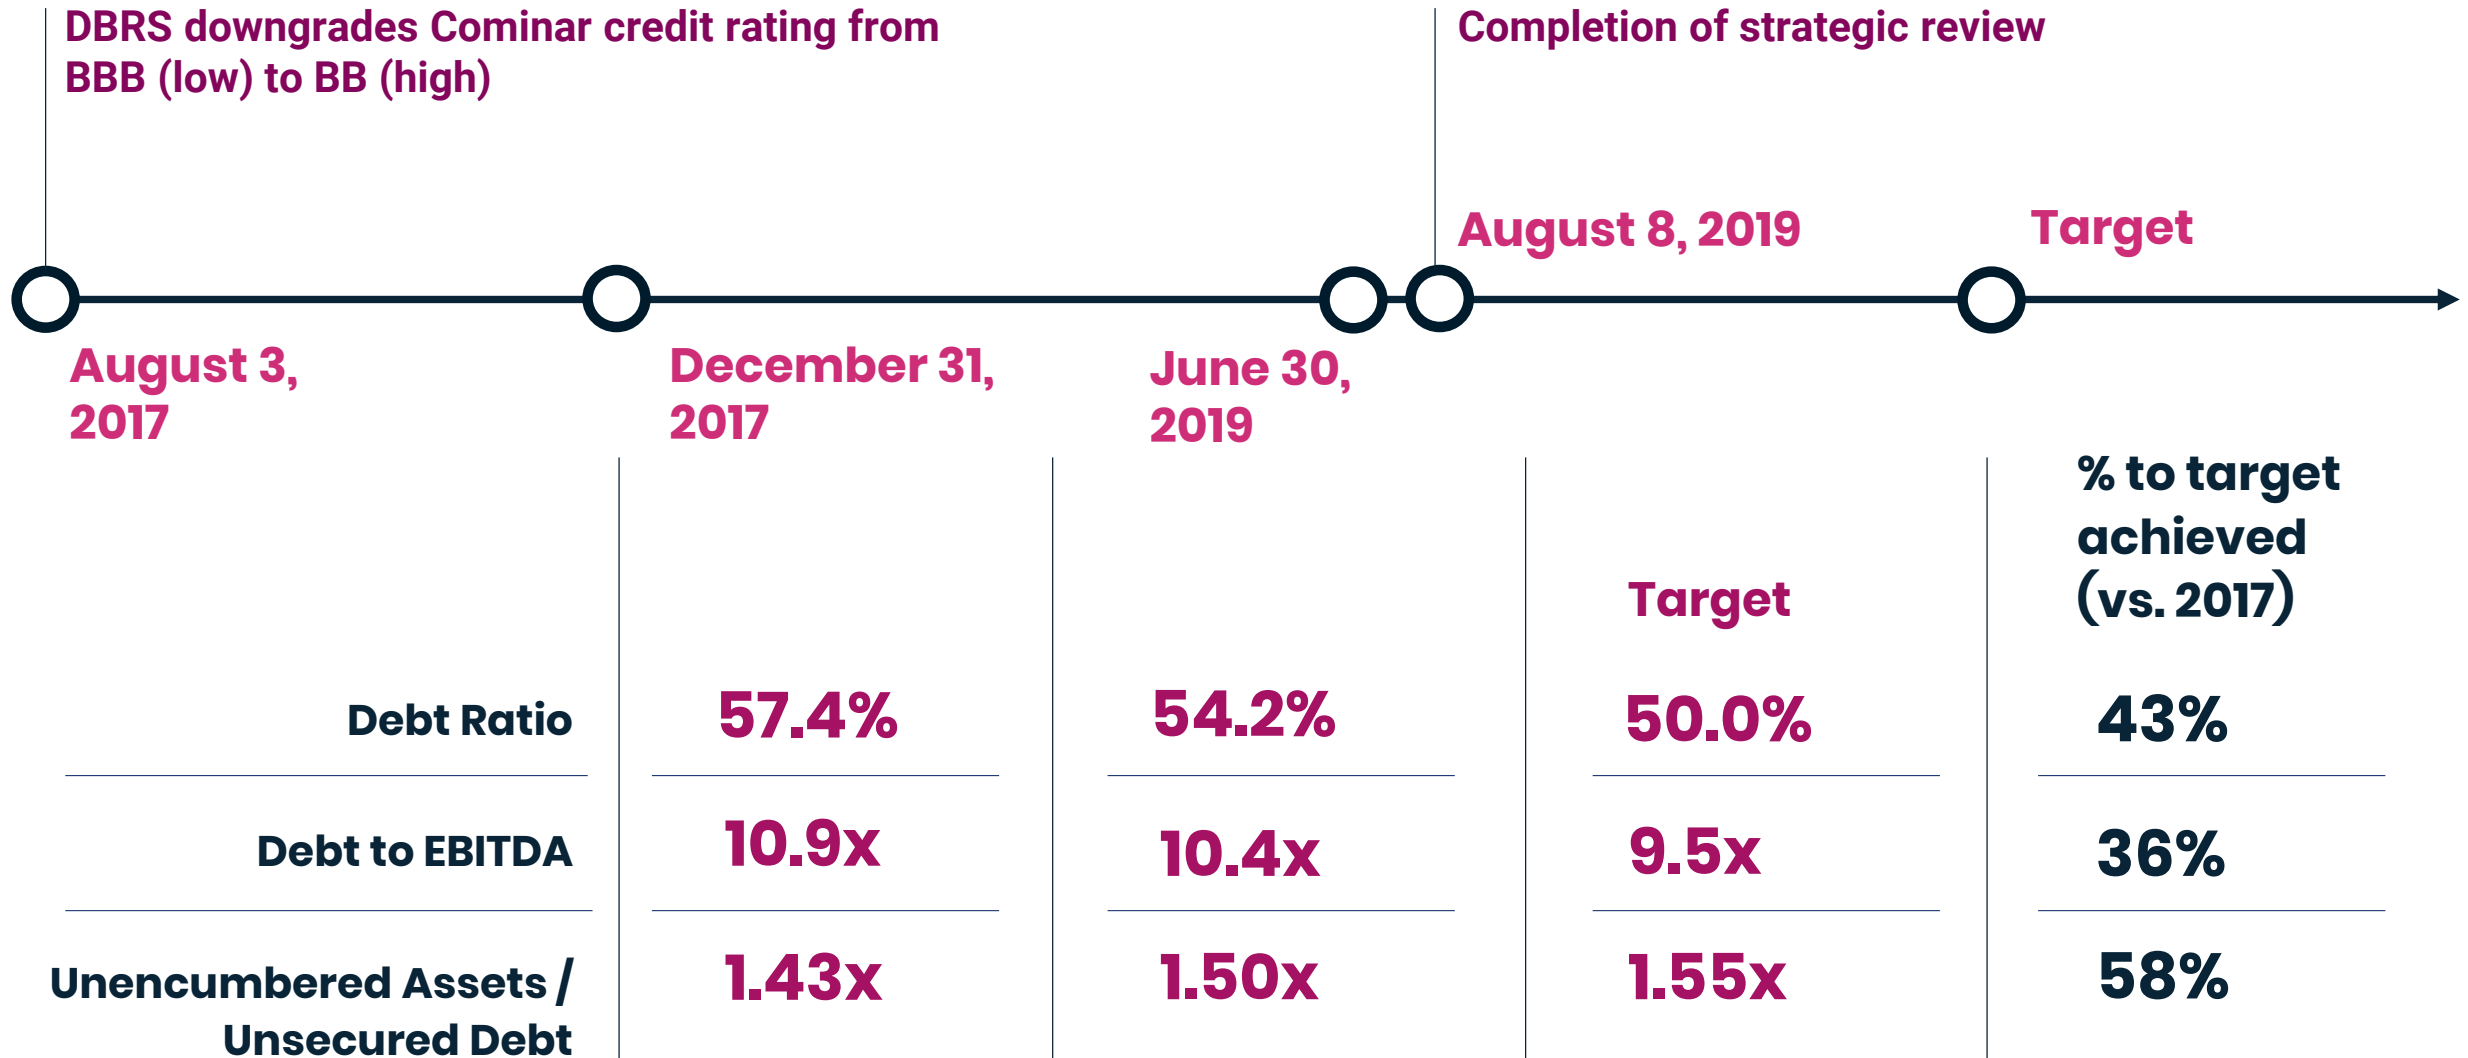 DBRS downgrades Cominar credit rating from
BBB (low) to BB (high)
Completion of strategic review
August 8, 2019
Target
August 3,
2017
December 31,
2017
June 30,
2019
% to target
achieved
(vs. 2017)
Target
Debt Ratio
57.4%
54.2%
50.0%
43%
Debt to EBITDA
10.9x
10.4x
9.5x
36%
Unencumbered Assets /
Unsecured Debt
1.43x
1.50x
1.55x
58%